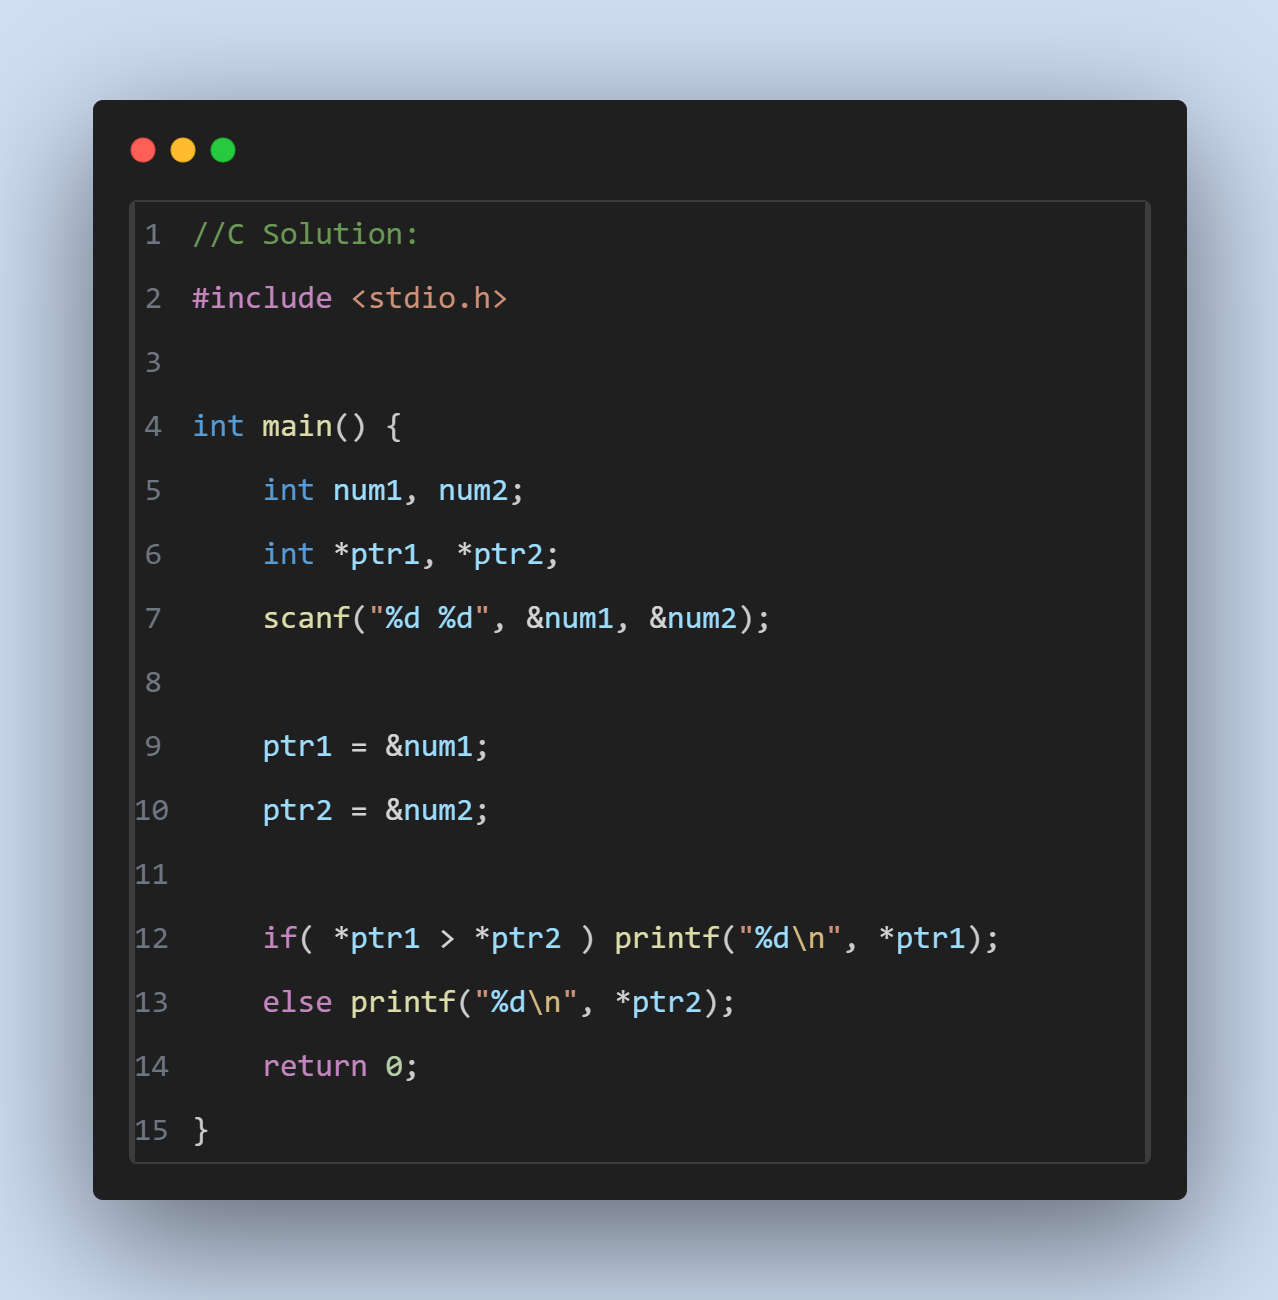 1 //C Solution:
2 #include <stdio.h>
3
4 int main() {
5     int num1, num2;
6     int *ptr1, *ptr2;
7     scanf("%d %d", &num1, &num2);
8
9     ptr1 = &num1;
10     ptr2 = &num2;
11
12     if( *ptr1 > *ptr2 ) printf("%d\n", *ptr1);
13     else printf("%d\n", *ptr2);
14     return 0;
15 }